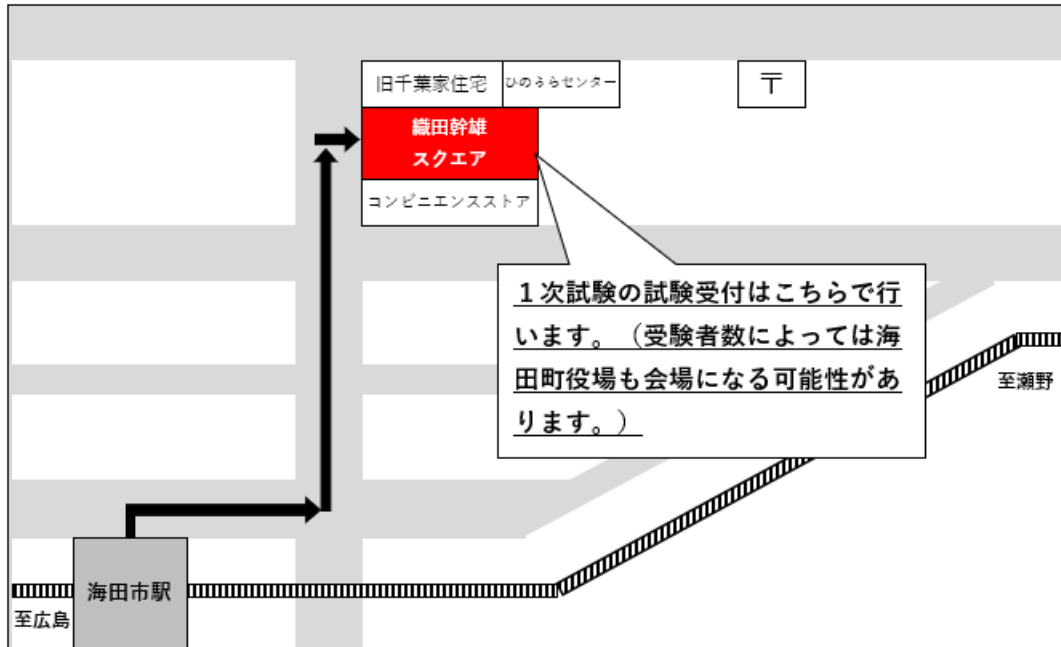 旧千葉家住宅
ひのうらセンター
〒
織田幹雄
スクエア
コンビニエンスストア
１次試験の試験受付はこちらで行
います。（受験者数によっては海
田町役場も会場になる可能性があ
ります。）
至瀬野
海田市駅
至広島